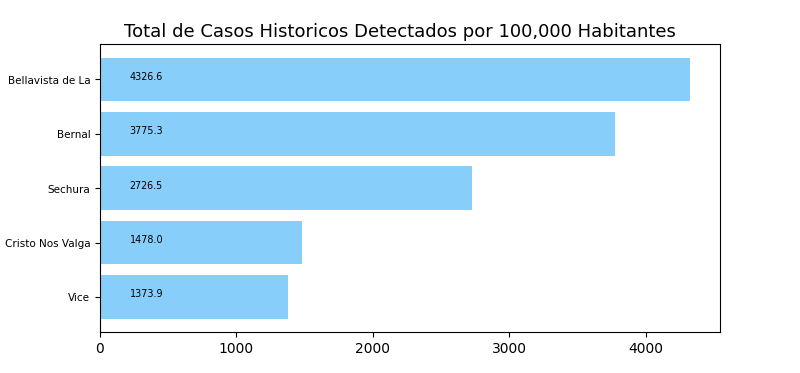 Total de Casos Historicos Detectados por 100,000 Habitantes
Bellavista de La 4326.6
Bernal 3775.3
Sechura 2726.5
Cristo Nos Valga 1478.0
Vice 1373.9
0 1000 2000 3000 4000